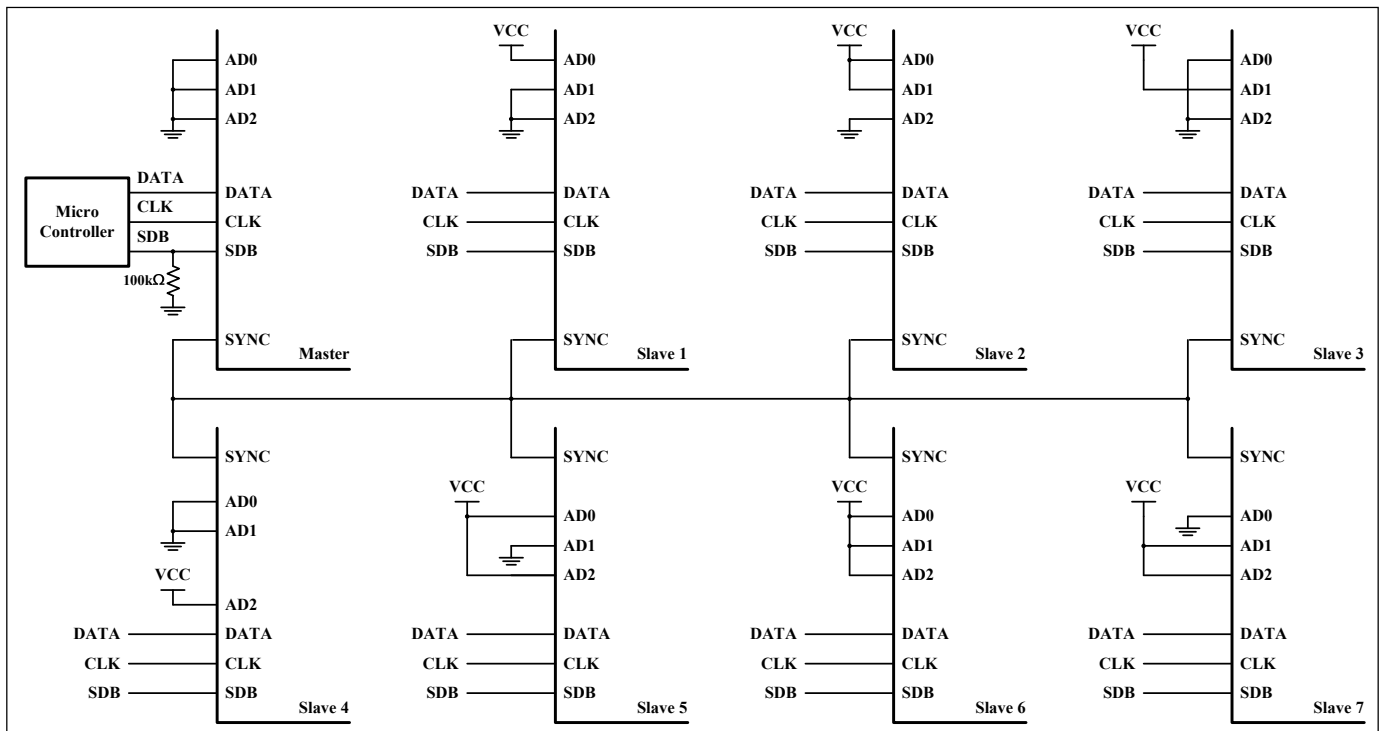 VCC
VCC
VCC
AD0
AD0
AD0
AD0
AD1
AD1
AD1
AD1
AD2
AD2
AD2
AD2
DATA
Micro
Controller
CLK
SDB
100kΩ
DATA
DATA
DATA
DATA
DATA
DATA
DATA
CLK
CLK
CLK
CLK
CLK
CLK
CLK
SDB
SDB
SDB
SDB
SDB
SDB
SDB
SYNC
SYNC
SYNC
SYNC
Master
Slave 1
Slave 2
Slave 3
SYNC
SYNC
SYNC
SYNC
VCC
VCC
VCC
AD0
AD0
AD0
AD0
AD1
AD1
AD1
AD1
VCC
AD2
AD2
AD2
AD2
DATA
DATA
DATA
DATA
DATA
DATA
DATA
DATA
CLK
CLK
CLK
CLK
CLK
CLK
CLK
CLK
SDB
SDB
SDB
SDB
SDB
SDB
SDB
SDB
Slave 4
Slave 5
Slave 6
Slave 7